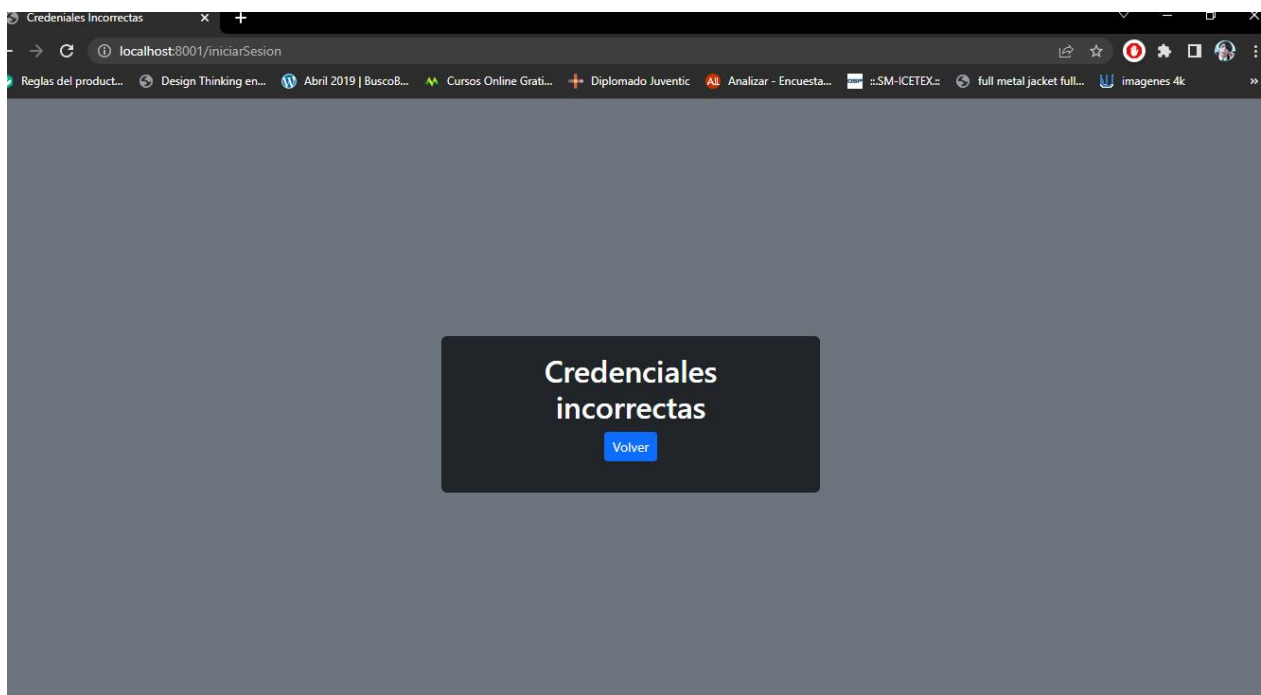 Credeniales Incorrectas
localhost:8001/iniciarSesion
Reglas del product... Design Thinking en... Abril 2019 | BuscoB... Cursos Online Grati... Diplomado Juventic Analizar - Encuesta... ::.SM-ICETEX.:: full metal jacket full... imagenes 4k »
Credenciales
incorrectas
Volver